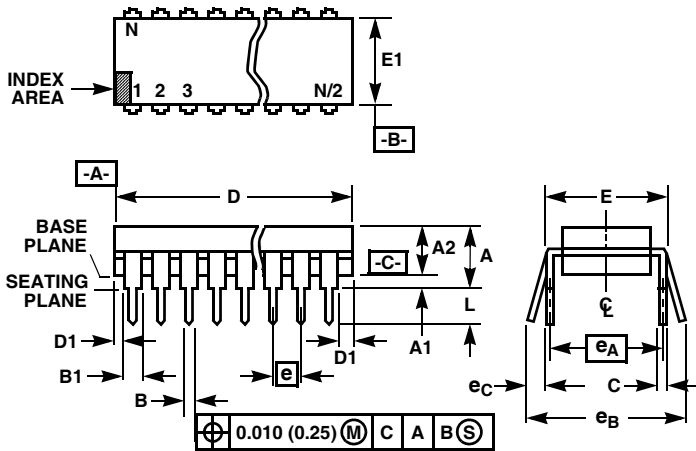 N
INDEX
AREA
1 2 3 N/2
E1
-B-
-A-
D
E
BASE
PLANE
A2
A
-C-
SEATING
PLANE
L
C̵L
D1
A1
D1
eA
B1
e
eC
C
B
eB
0.010 (0.25) Ⓜ C A B Ⓢ